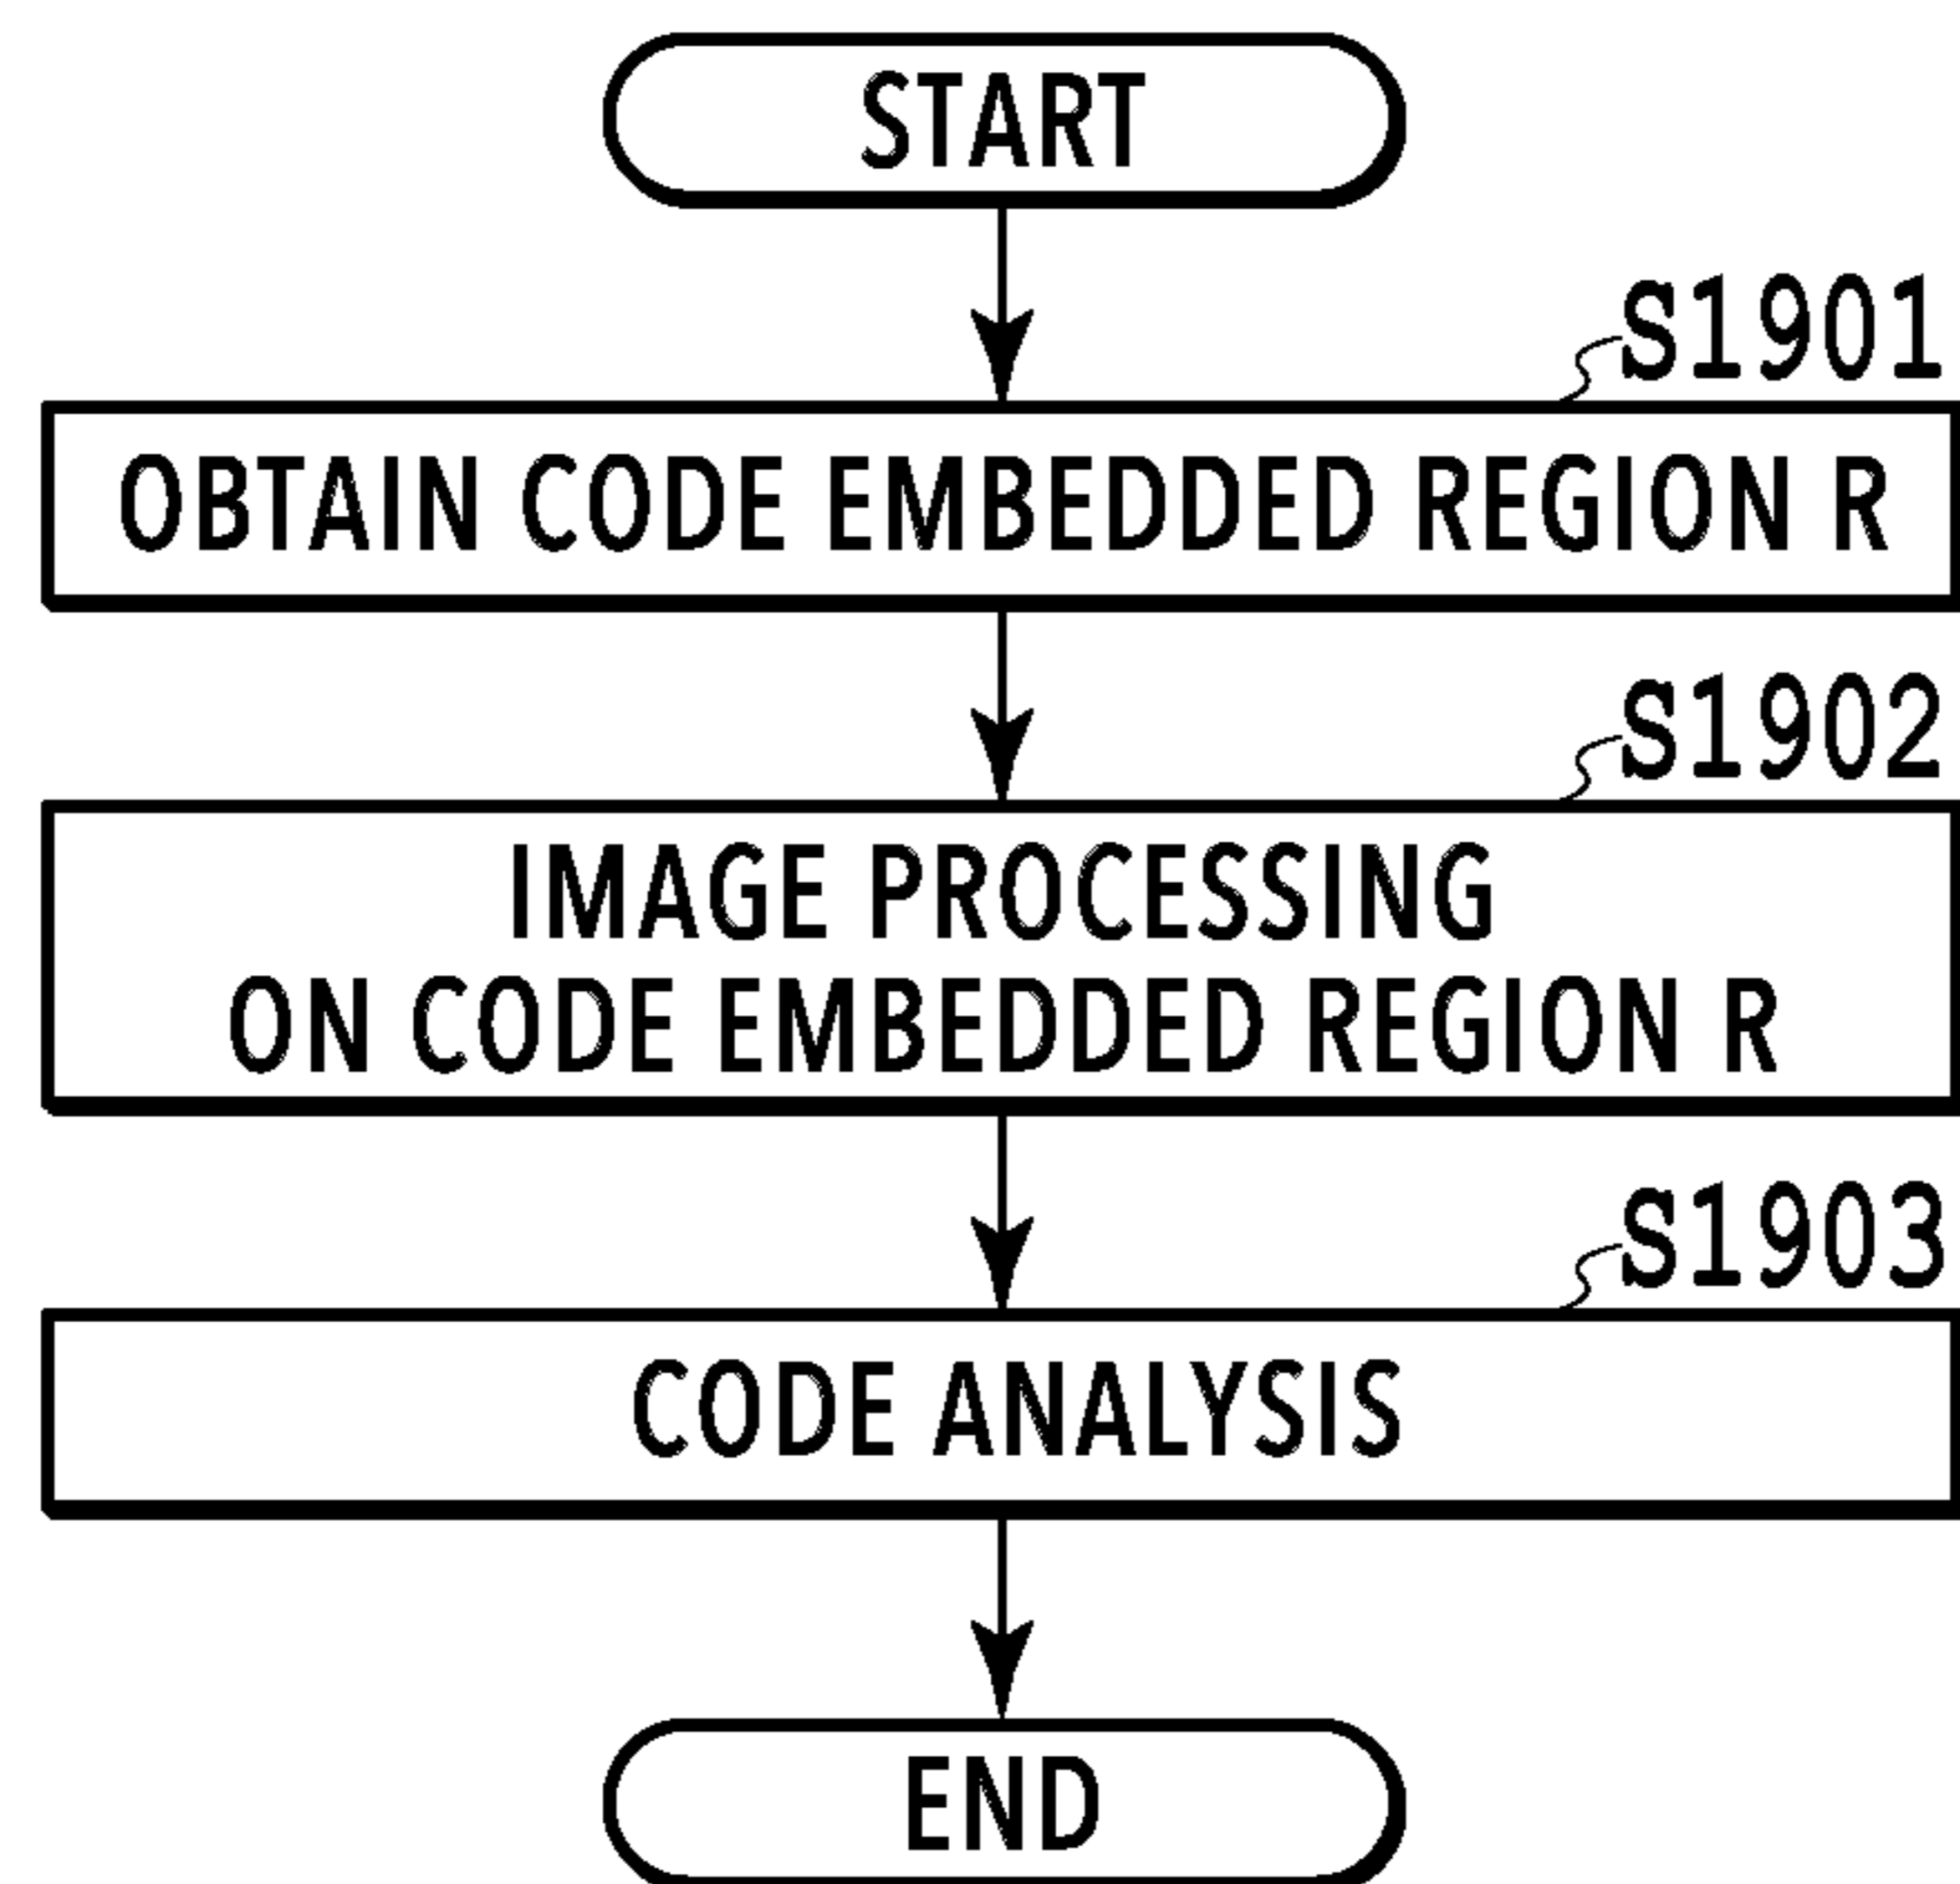 START
S1901
OBTAIN CODE EMBEDDED REGION R
S1902
IMAGE PROCESSING
ON CODE EMBEDDED REGION R
S1903
CODE ANALYSIS
END